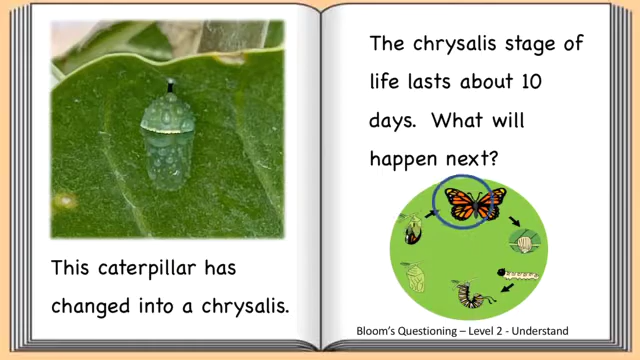 This caterpillar has
changed into a chrysalis.
The chrysalis stage of
life lasts about 10
days. What will
happen next?
Bloom's Questioning – Level 2 - Understand